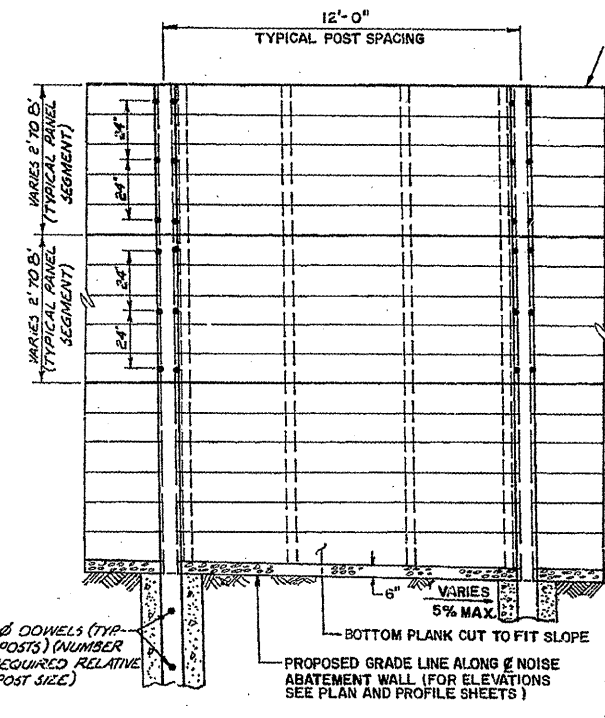 12'-0"
TYPICAL POST SPACING
VARIES 2' TO 8'
(TYPICAL PANEL
SEGMENT)
24"
24"
VARIES 2' TO 8'
(TYPICAL PANEL
SEGMENT)
24'
24'
6"
VARIES
5% MAX.
BOTTOM PLANK CUT TO FIT SLOPE
Ø DOWELS (TYP
POSTS) (NUMBER
EQUIRED RELATIVE
POST SIZE)
PROPOSED GRADE LINE ALONG ℄ NOISE
ABATEMENT WALL (FOR ELEVATIONS
SEE PLAN AND PROFILE SHEETS)